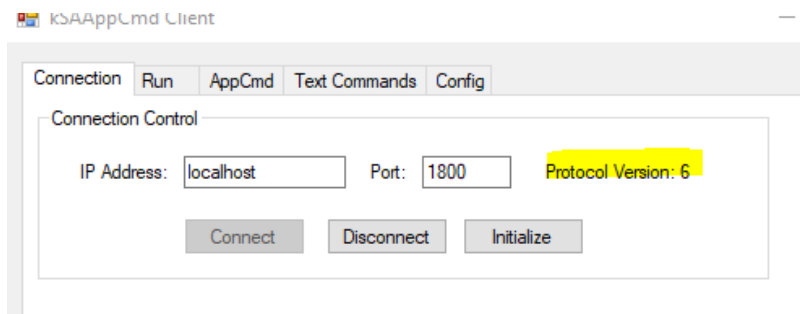 kSAAppCmd Client
Connection Run AppCmd Text Commands Config
Connection Control
IP Address: localhost Port: 1800 Protocol Version: 6
Connect Disconnect Initialize